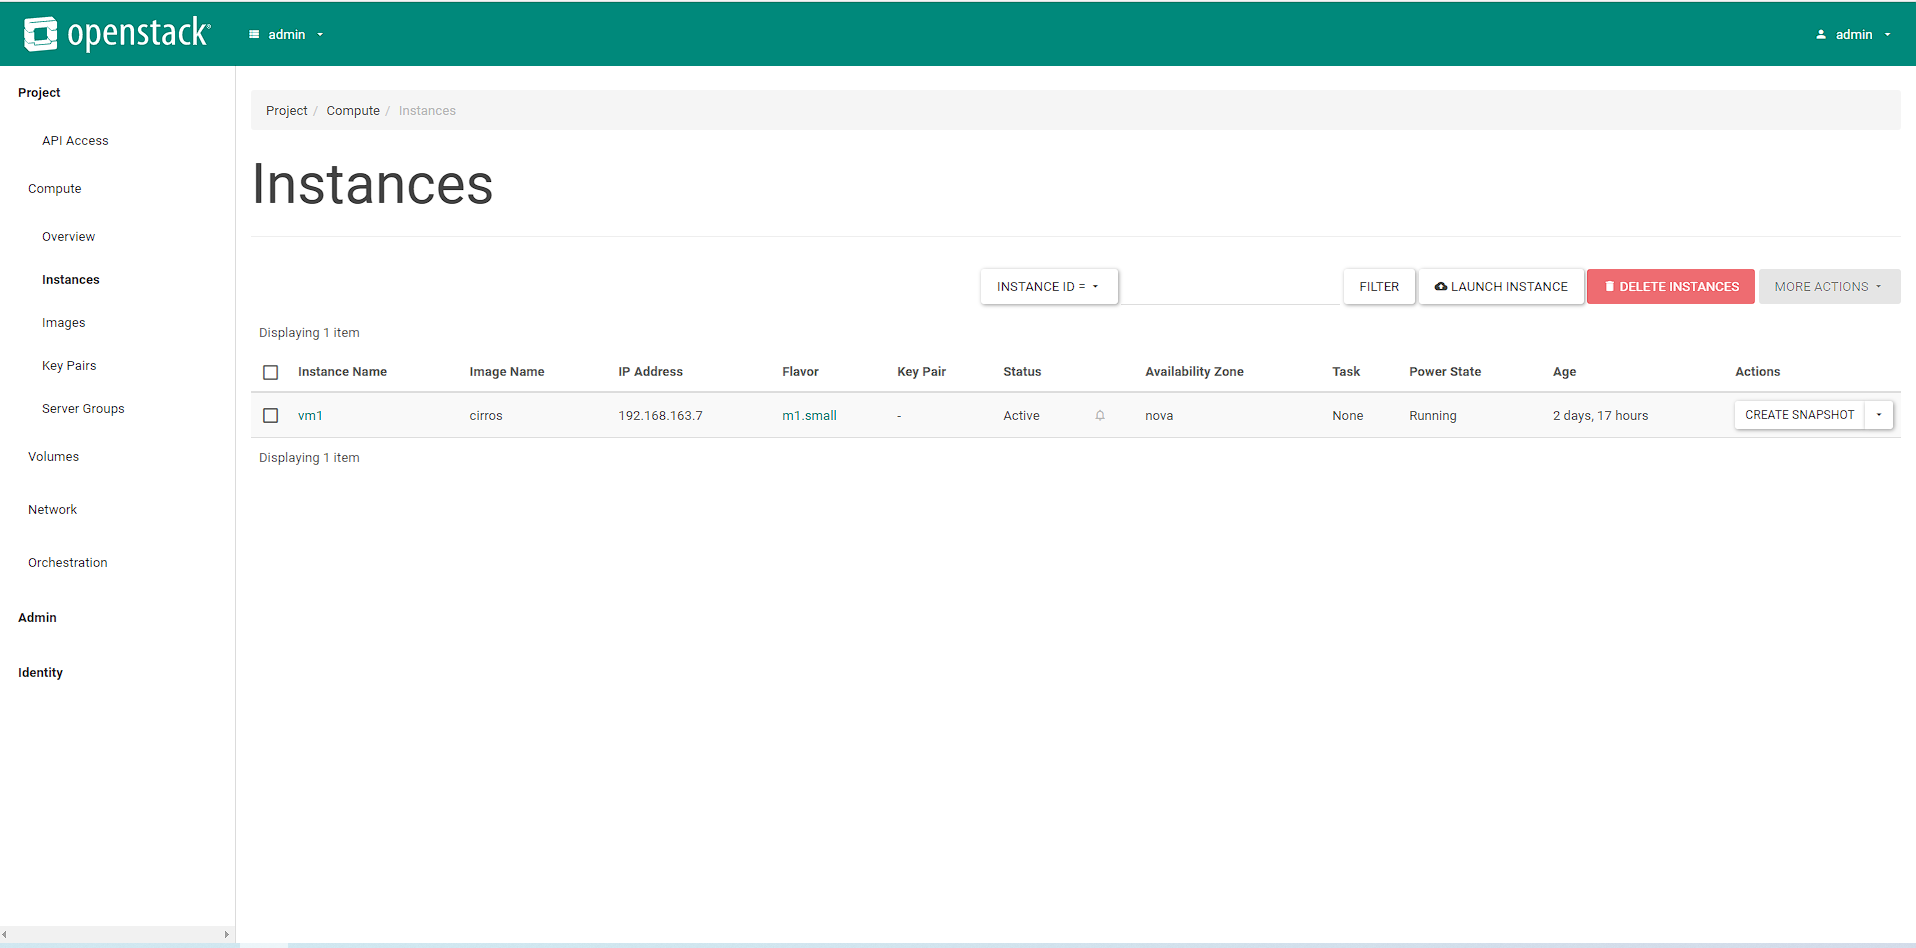 openstack®
admin
admin
Project
API Access
Compute
Overview
Instances
Images
Key Pairs
Server Groups
Volumes
Network
Orchestration
Admin
Identity
Project / Compute / Instances
Instances
INSTANCE ID = FILTER LAUNCH INSTANCE DELETE INSTANCES MORE ACTIONS
Displaying 1 item
Instance Name Image Name IP Address Flavor Key Pair Status Availability Zone Task Power State Age Actions
vm1 cirros 192.168.163.7 m1.small - Active nova None Running 2 days, 17 hours CREATE SNAPSHOT
Displaying 1 item